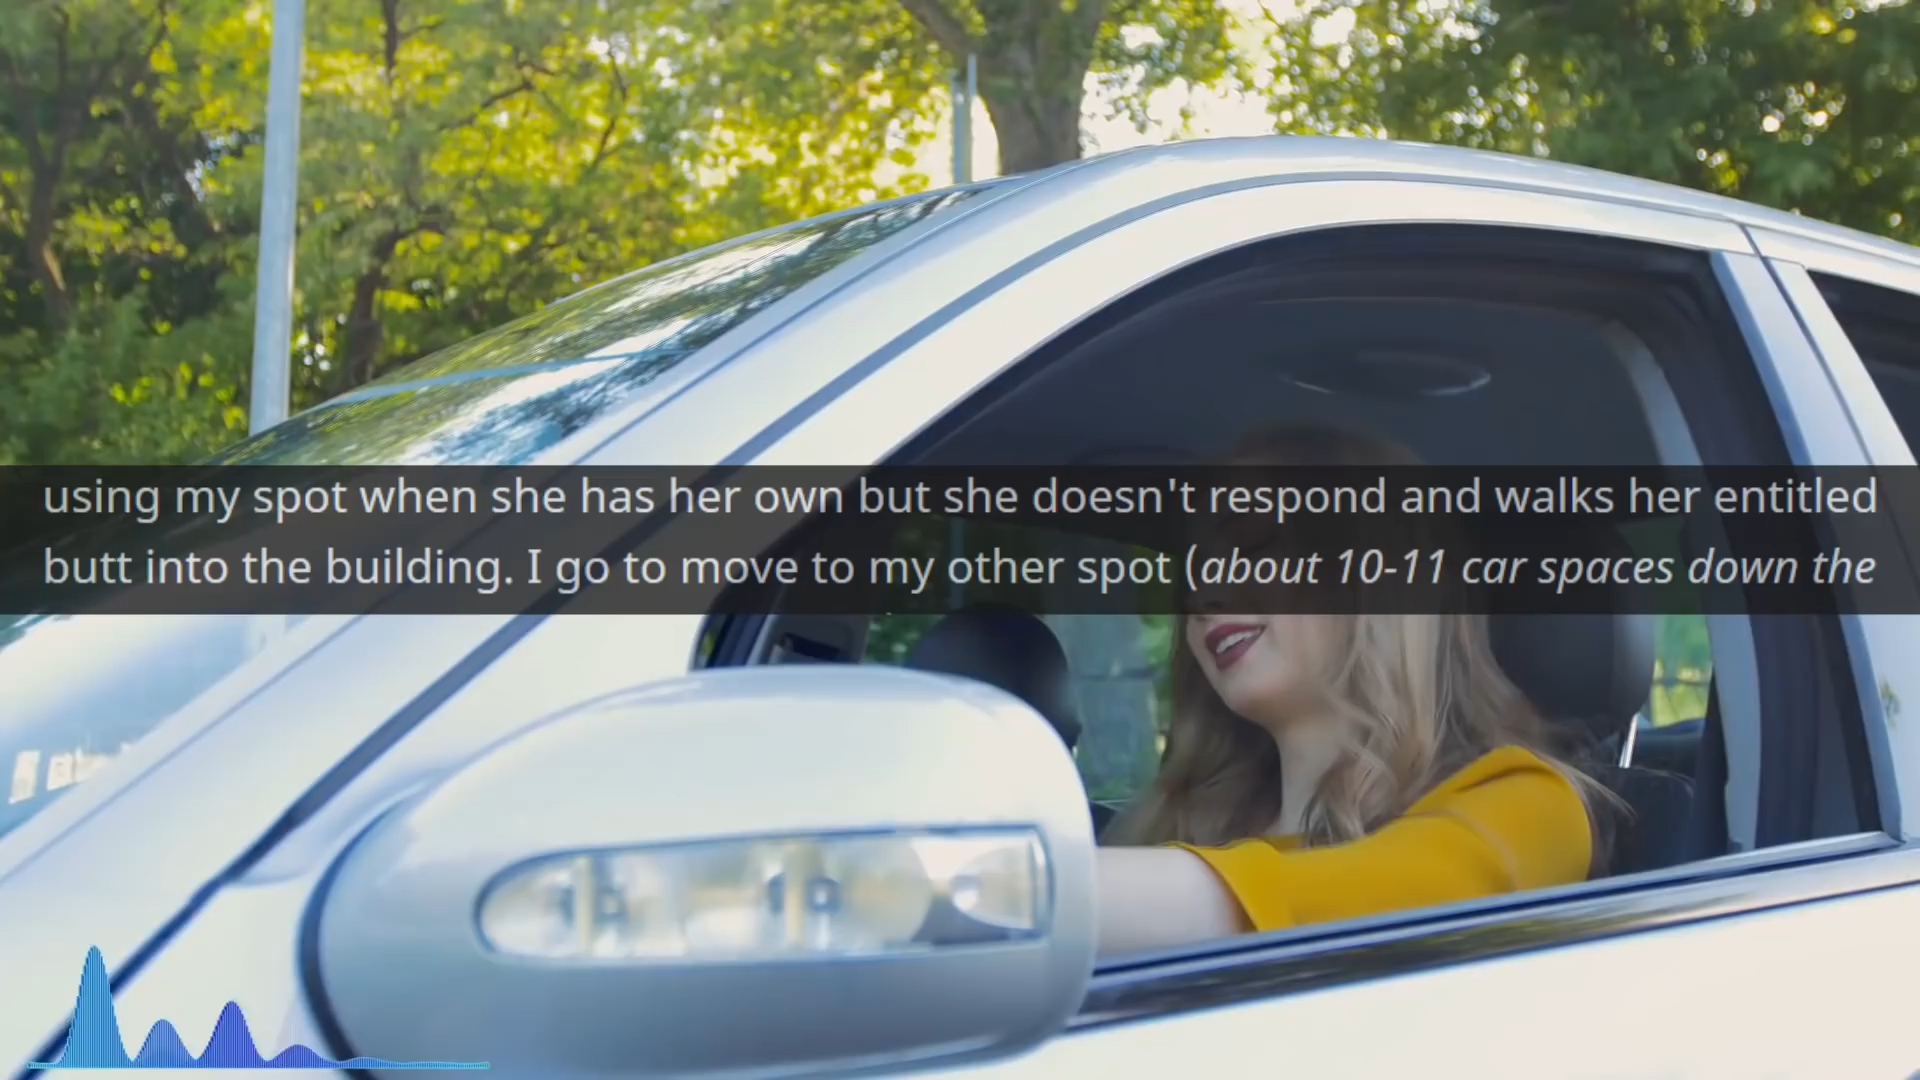 using my spot when she has her own but she doesn't respond and walks her entitled
butt into the building. I go to move to my other spot (about 10-11 car spaces down the